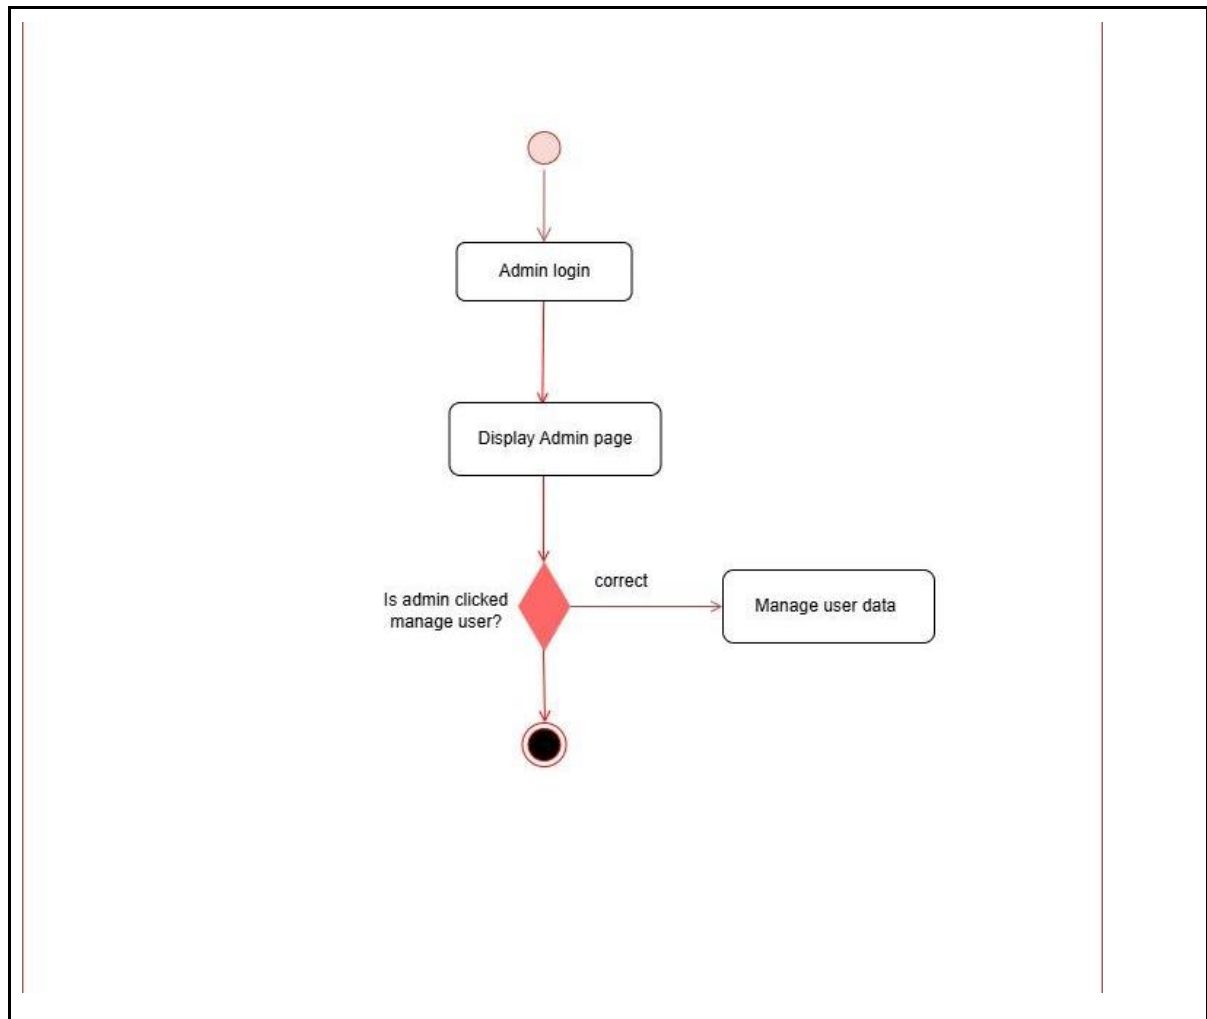 Admin login
Display Admin page
Is admin clicked
manage user?
correct
Manage user data